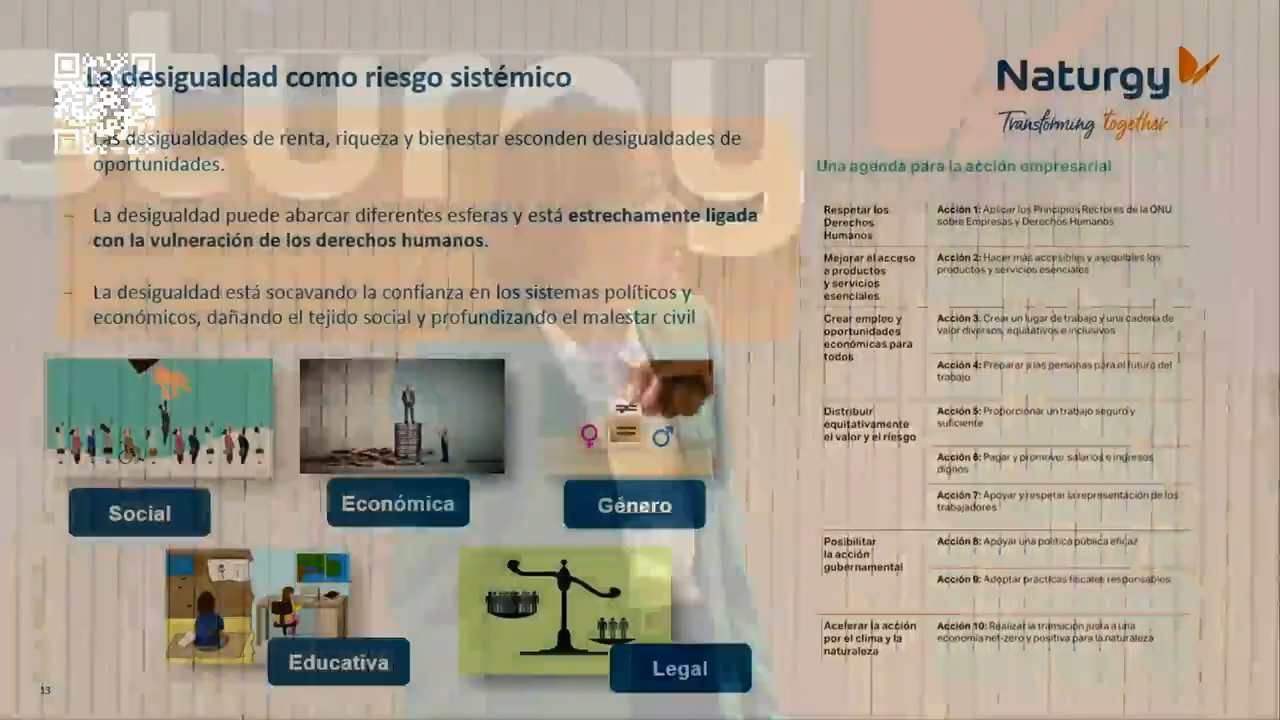 La desigualdad como riesgo sistémico
Las desigualdades de renta, riqueza y bienestar esconden desigualdades de
oportunidades.
– La desigualdad puede abarcar diferentes esferas y está estrechamente ligada
con la vulneración de los derechos humanos.
– La desigualdad está socavando la confianza en los sistemas políticos y
económicos, dañando el tejido social y profundizando el malestar civil
Social
Económica
Género
Educativa
Legal
13
Naturgy
Transforming together
Una agenda para la acción empresarial
Respetar los
Derechos
Humanos
Acción 1: Aplicar los Principios Rectores de la ONU
sobre Empresas y Derechos Humanos
Mejorar el acceso
a productos
y servicios
esenciales
Acción 2: Hacer más accesibles y asequibles los
productos y servicios esenciales
Crear empleo y
oportunidades
económicas para
todos
Acción 3: Crear un lugar de trabajo y una cadena de
valor diversos, equitativos e inclusivos
Acción 4: Preparar a las personas para el futuro del
trabajo
Distribuir
equitativamente
el valor y el riesgo
Acción 5: Proporcionar un trabajo seguro y
suficiente
Acción 6: Pagar y promover salarios e ingresos
dignos
Acción 7: Apoyar y respetar la representación de los
trabajadores
Posibilitar
la acción
gubernamental
Acción 8: Apoyar una política pública eficaz
Acción 9: Adoptar prácticas fiscales responsables
Acelerar la acción
por el clima y la
naturaleza
Acción 10: Realizar la transición justa a una
economía net-zero y positiva para la naturaleza
aturgy